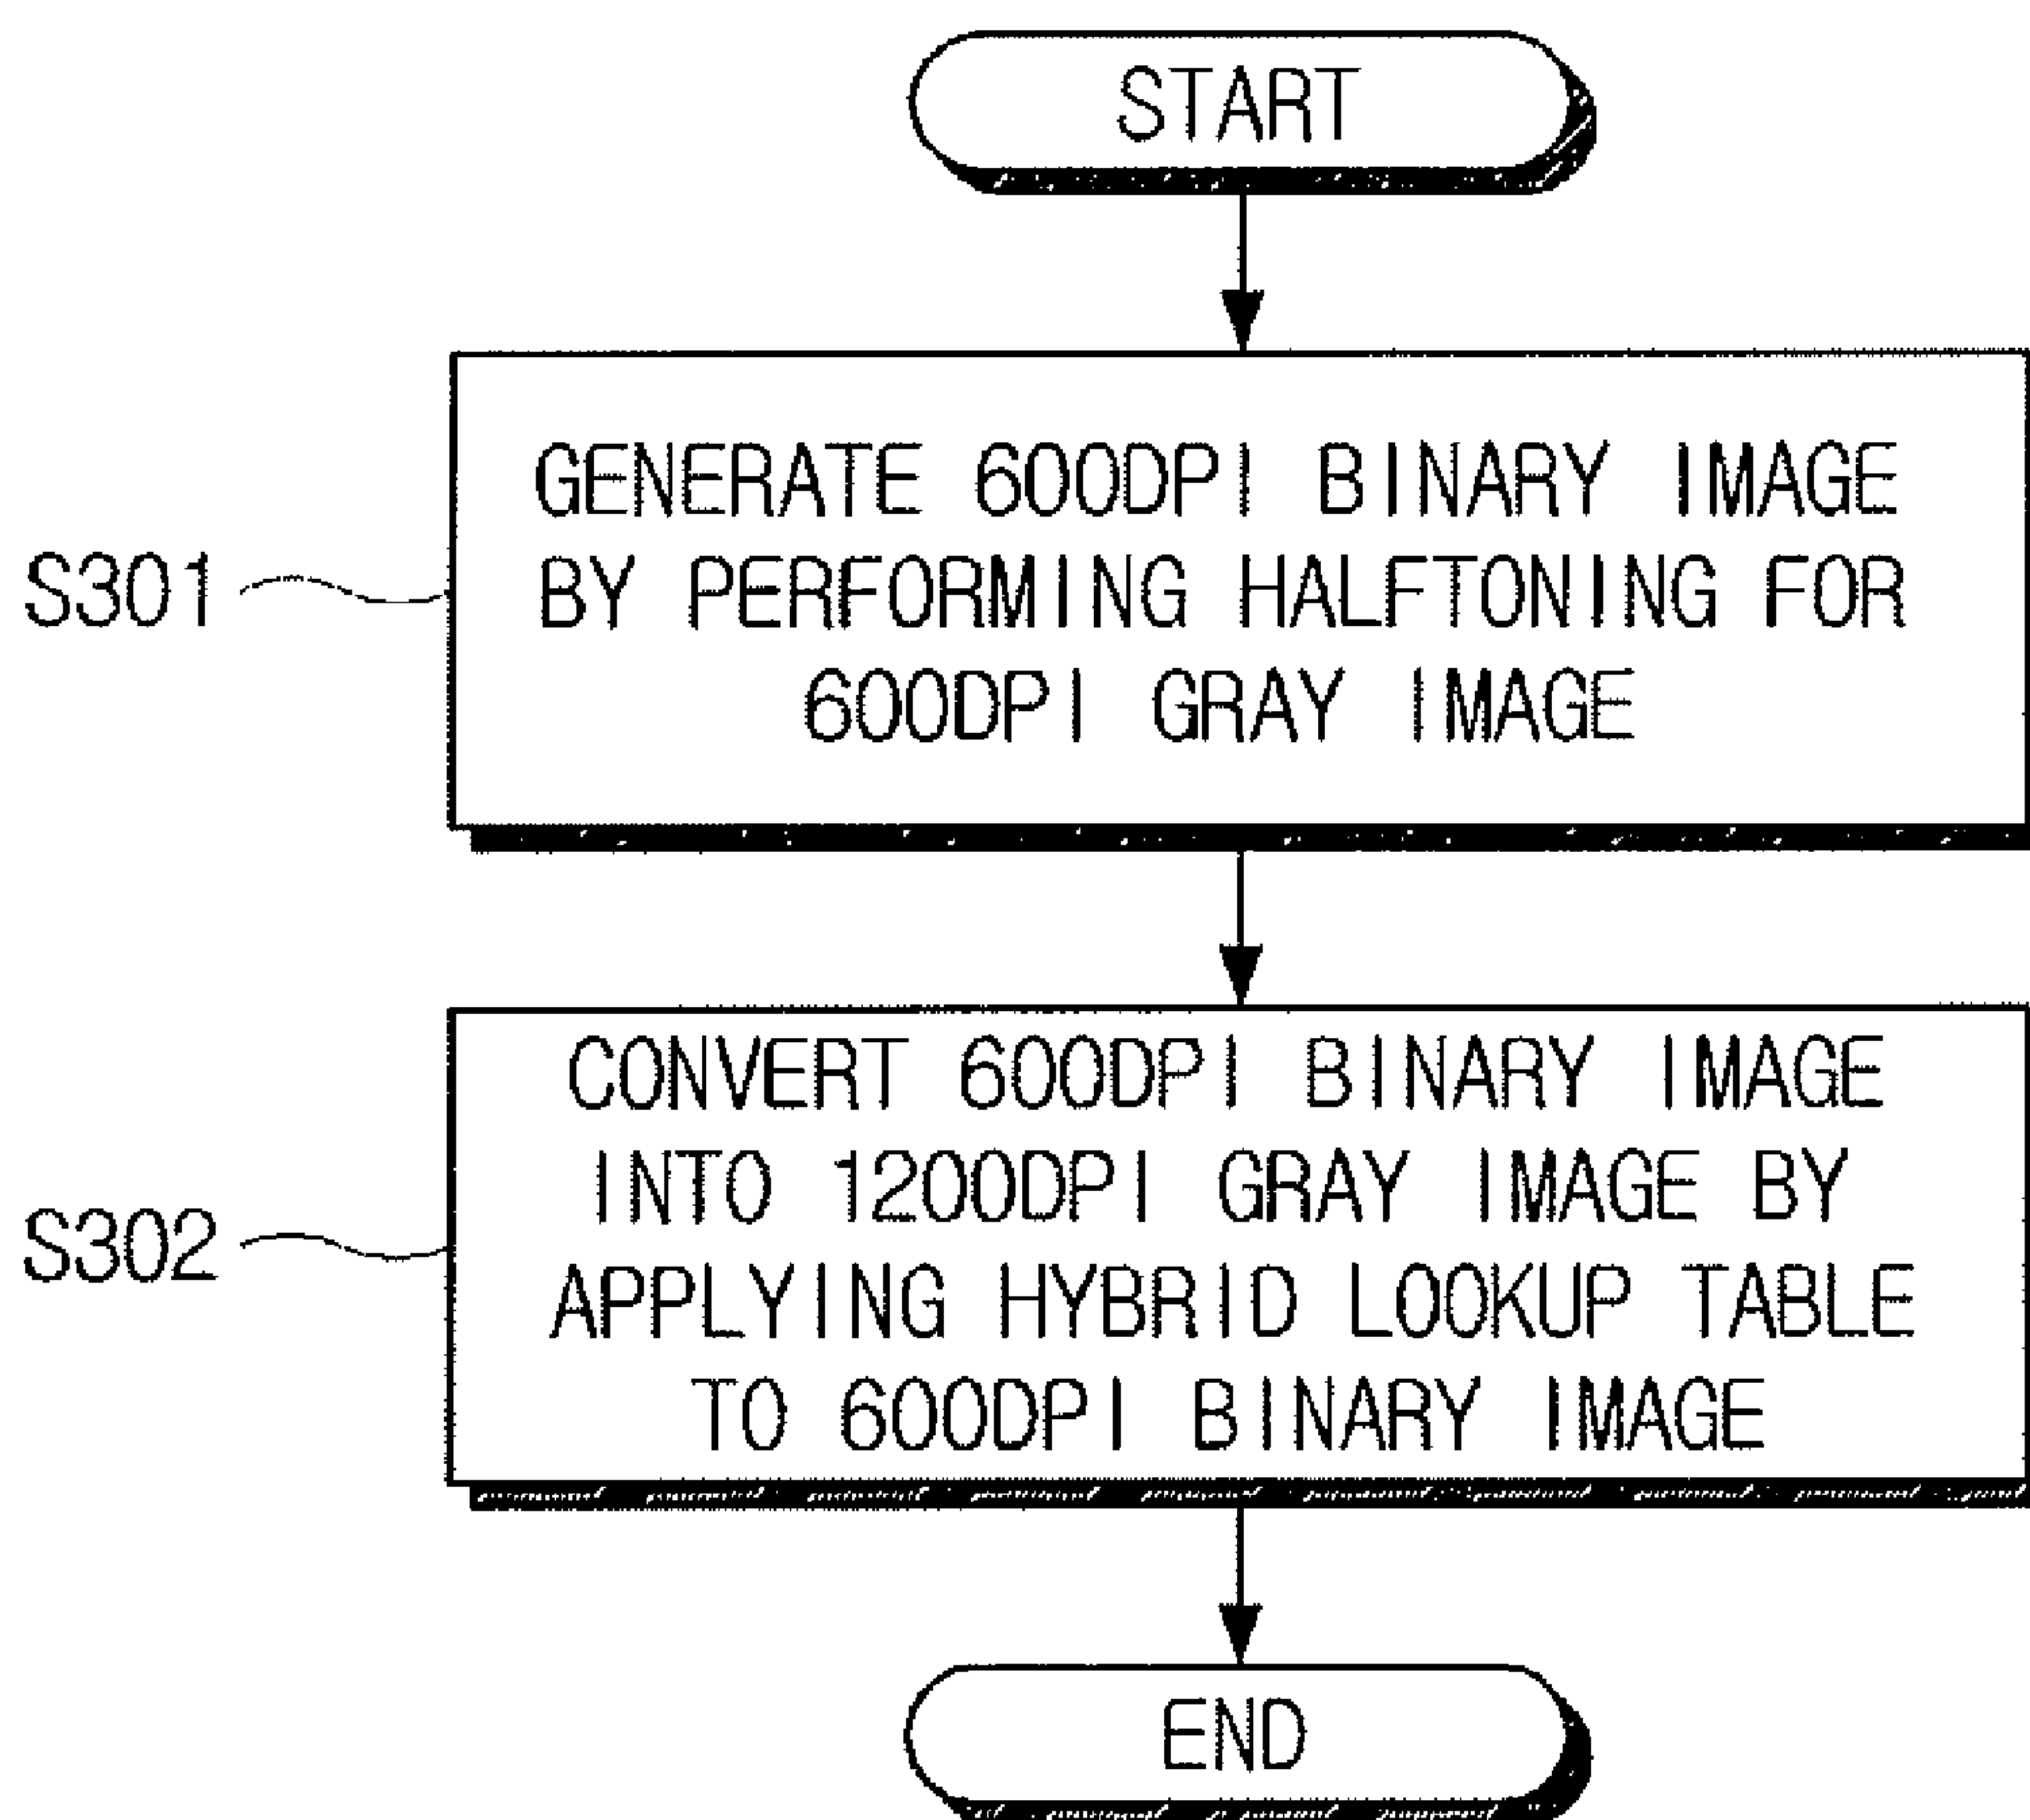 START
GENERATE 600DPI BINARY IMAGE
S301
BY PERFORMING HALFTONING FOR
600DPI GRAY IMAGE
CONVERT 600DPI BINARY IMAGE
INTO 1200DPI GRAY IMAGE BY
S302
APPLYING HYBRID LOOKUP TABLE
TO 600DPI BINARY IMAGE
END